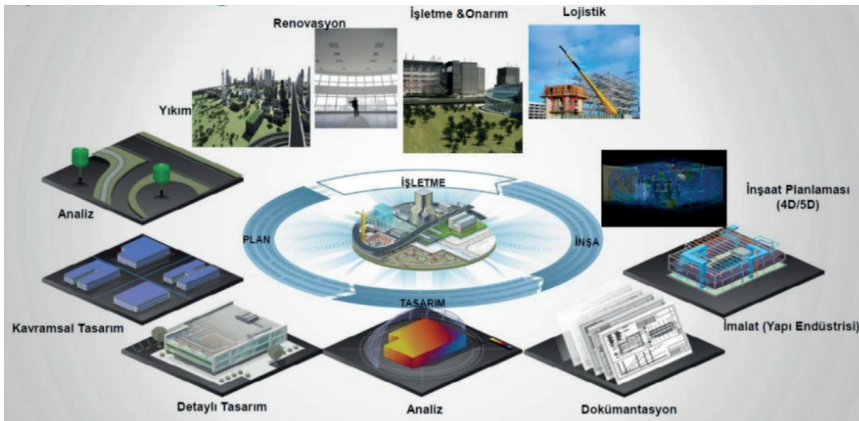 Renovasyon
İşletme &Onarım
Lojistik
Yıkım
İŞLETME
İnşaat Planlaması
(4D/5D)
Analiz
PLAN
İNŞA
TASARIM
Kavramsal Tasarım
İmalat (Yapı Endüstrisi)
Detaylı Tasarım
Analiz
Dokümantasyon